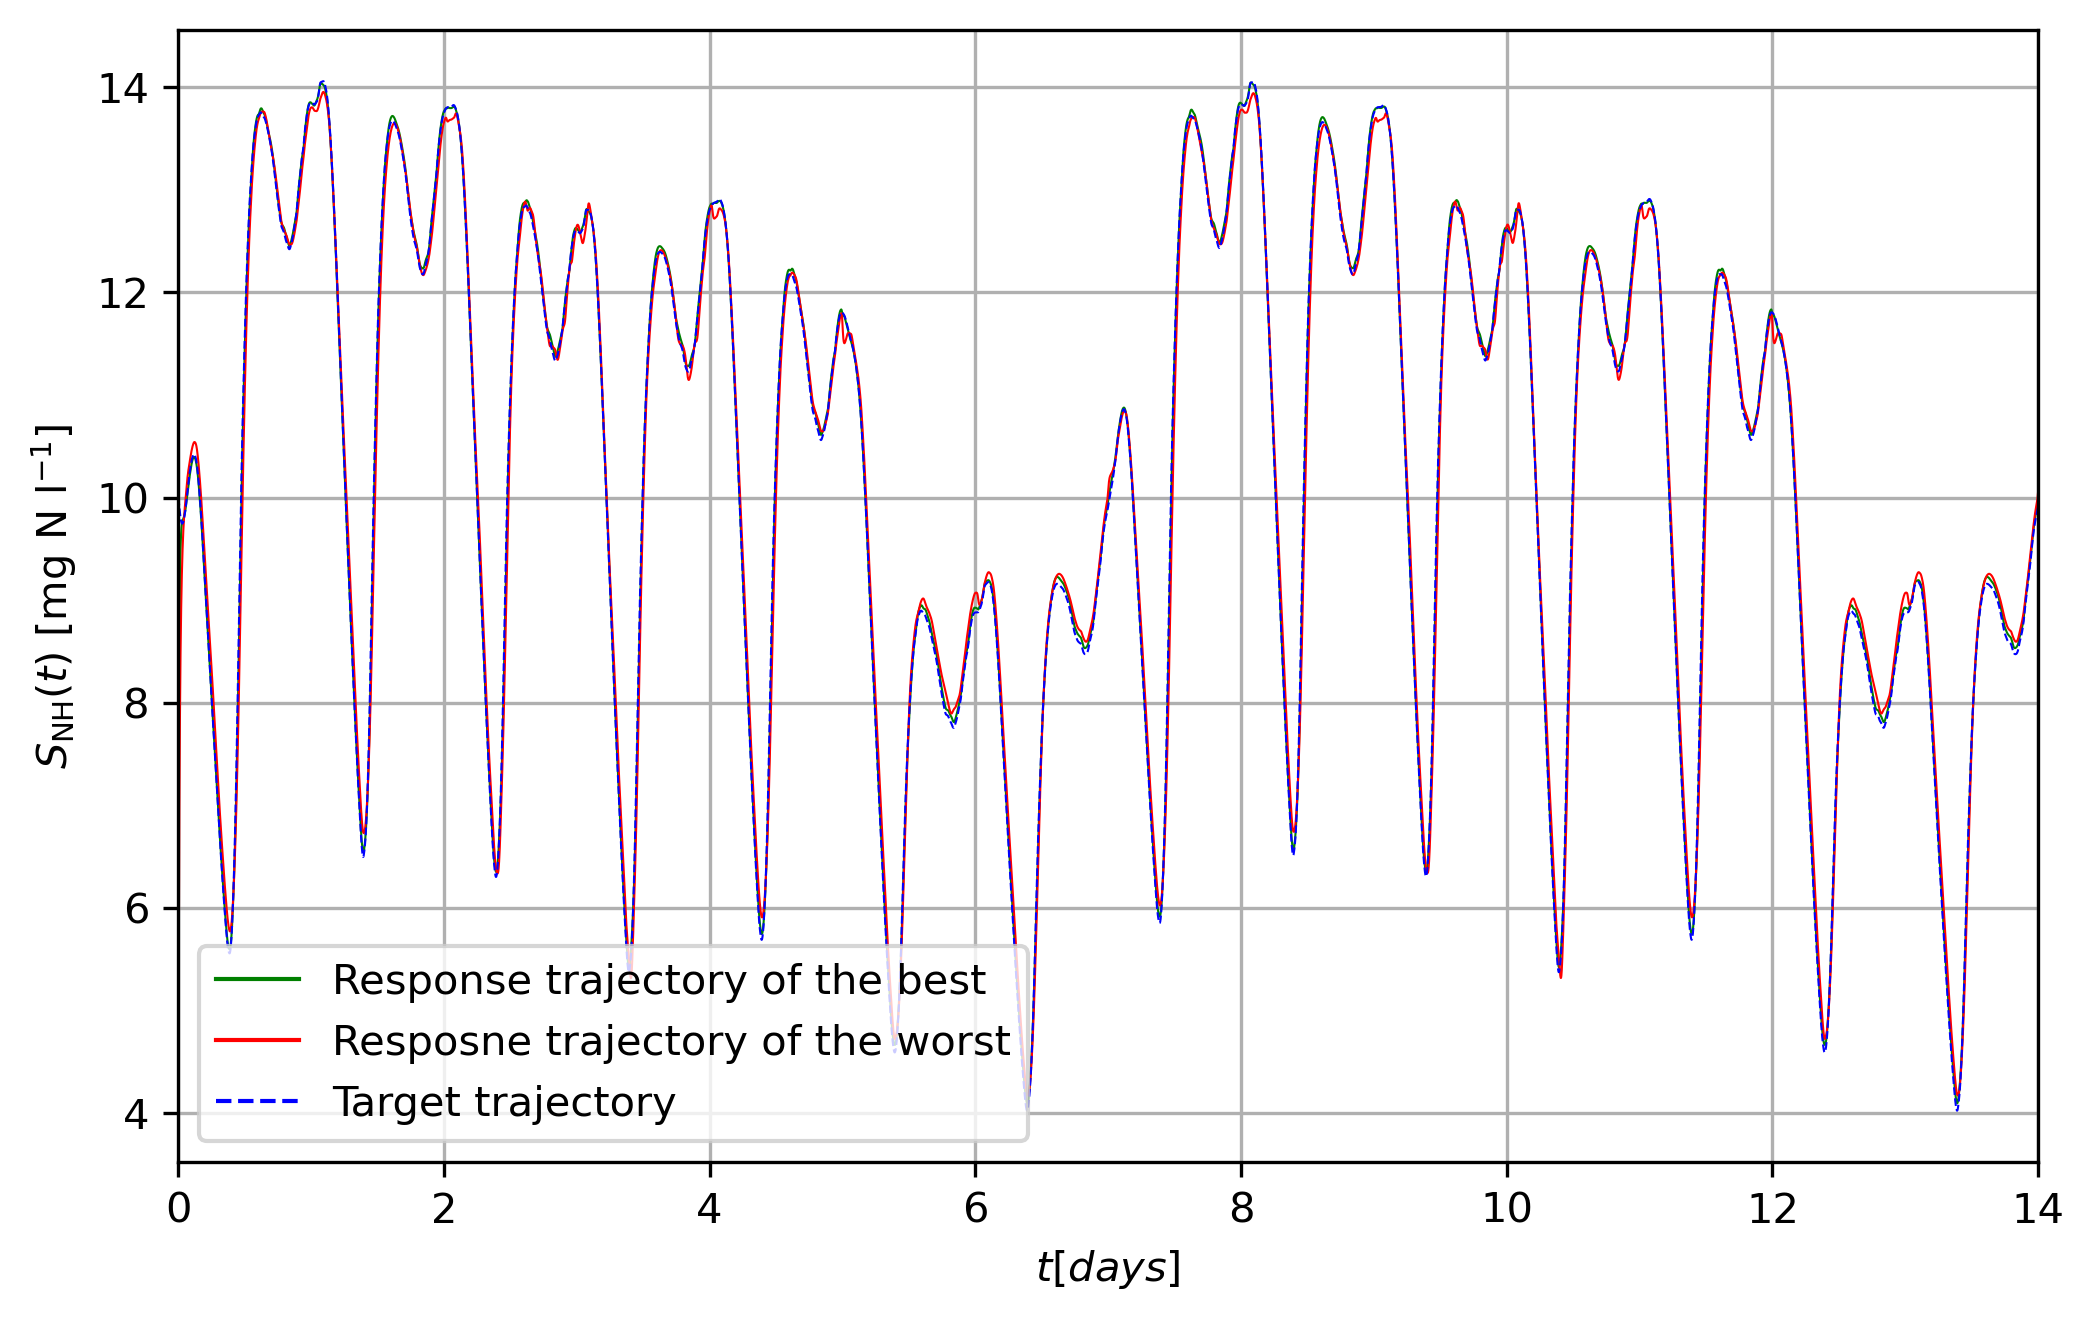 14
12
10
8
6
4
S_NH(t) [mg N l⁻¹]
Response trajectory of the best
Resposne trajectory of the worst
Target trajectory
0 2 4 6 8 10 12 14
t[days]